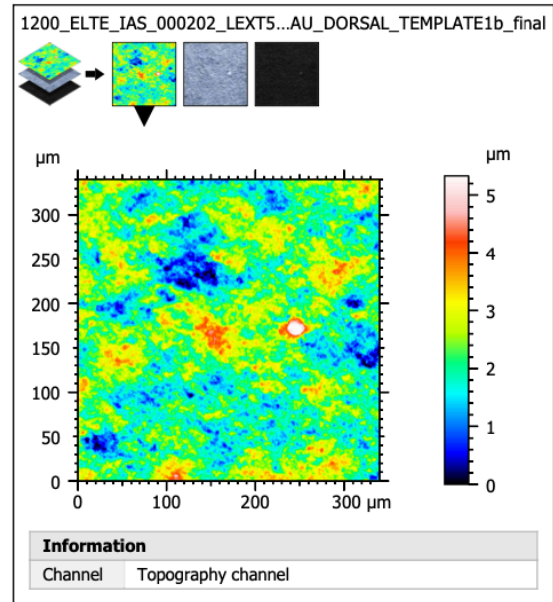 1200_ELTE_IAS_000202_LEXT5...AU_DORSAL_TEMPLATE1b_final
µm
µm
300
250
200
150
100
50
0
0
100
200
300 µm
5
4
3
2
1
0
Information
Channel Topography channel